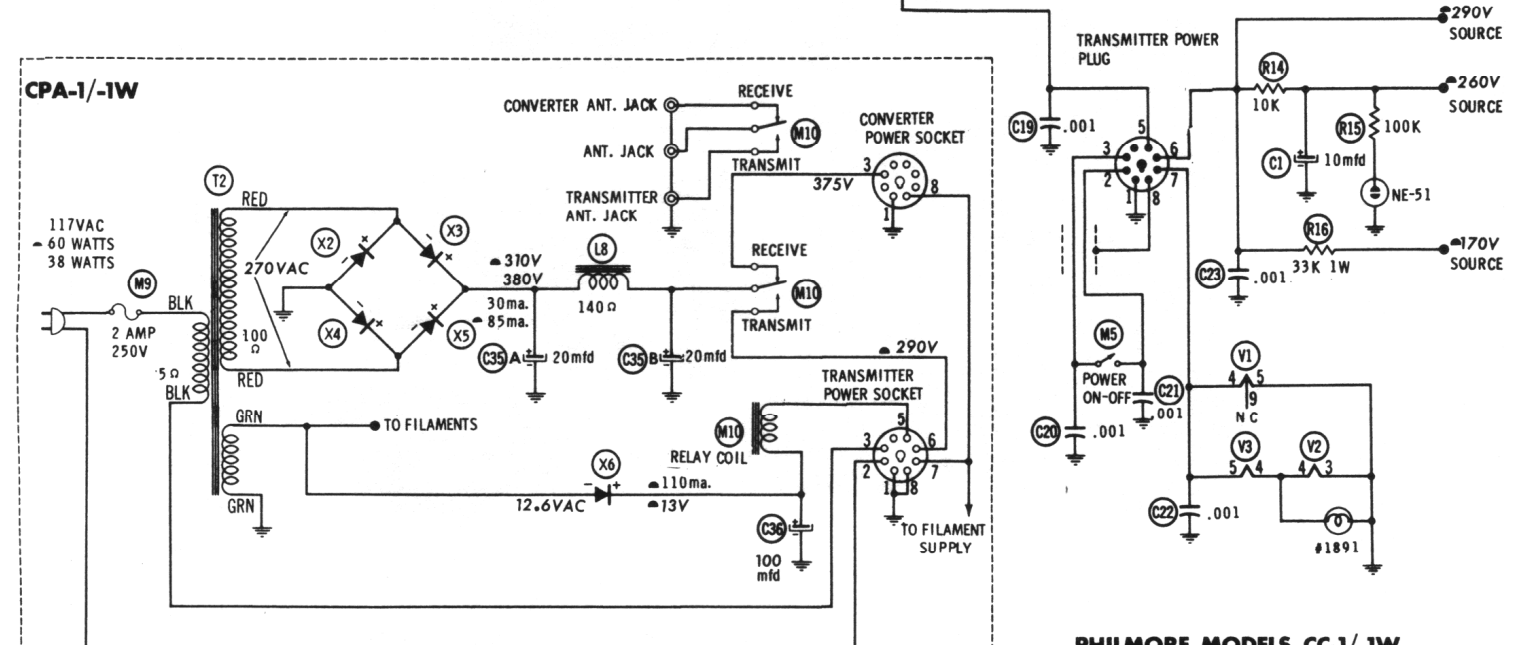 CPA-1/-1W
117VAC
60 WATTS
38 WATTS
M9
2 AMP
250V
BLK
.5Ω
BLK
T2
RED
270VAC
100
Ω
RED
GRN
GRN
TO FILAMENTS
X2
X3
X4
X5
- + - +
- + - +
310V
380V
30ma.
85ma.
C35 A
20mfd
L8
140Ω
C35 B
20mfd
CONVERTER ANT. JACK
ANT. JACK
TRANSMITTER
ANT. JACK
RECEIVE
M10
TRANSMIT
RECEIVE
M10
TRANSMIT
375V
290V
CONVERTER
POWER SOCKET
3
8
1
TRANSMITTER
POWER SOCKET
5
3
6
2
7
1
8
M10
RELAY COIL
X6
- +
12.6VAC
110ma.
13V
C36
100
mfd
TO FILAMENT
SUPPLY
TRANSMITTER POWER
PLUG
C19
.001
5
3
6
2
7
1
8
290V
SOURCE
R14
10K
260V
SOURCE
R15
100K
C1
10mfd
NE-51
R16
33K 1W
170V
SOURCE
C23
.001
M5
POWER
ON-OFF
C21
.001
C20
.001
V1
4 5
9
NC
V3
5 4
V2
4 3
C22
.001
#1891
PHILMORE MODELS CC-1/-1W